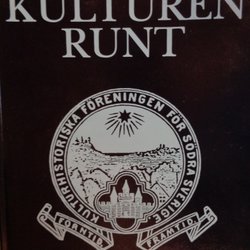 KULTUREN
RUNT
KULTURHISTORISKA FÖRENINGEN FÖR SÖDRA SVERIGE
FORNTID
FRAMTID